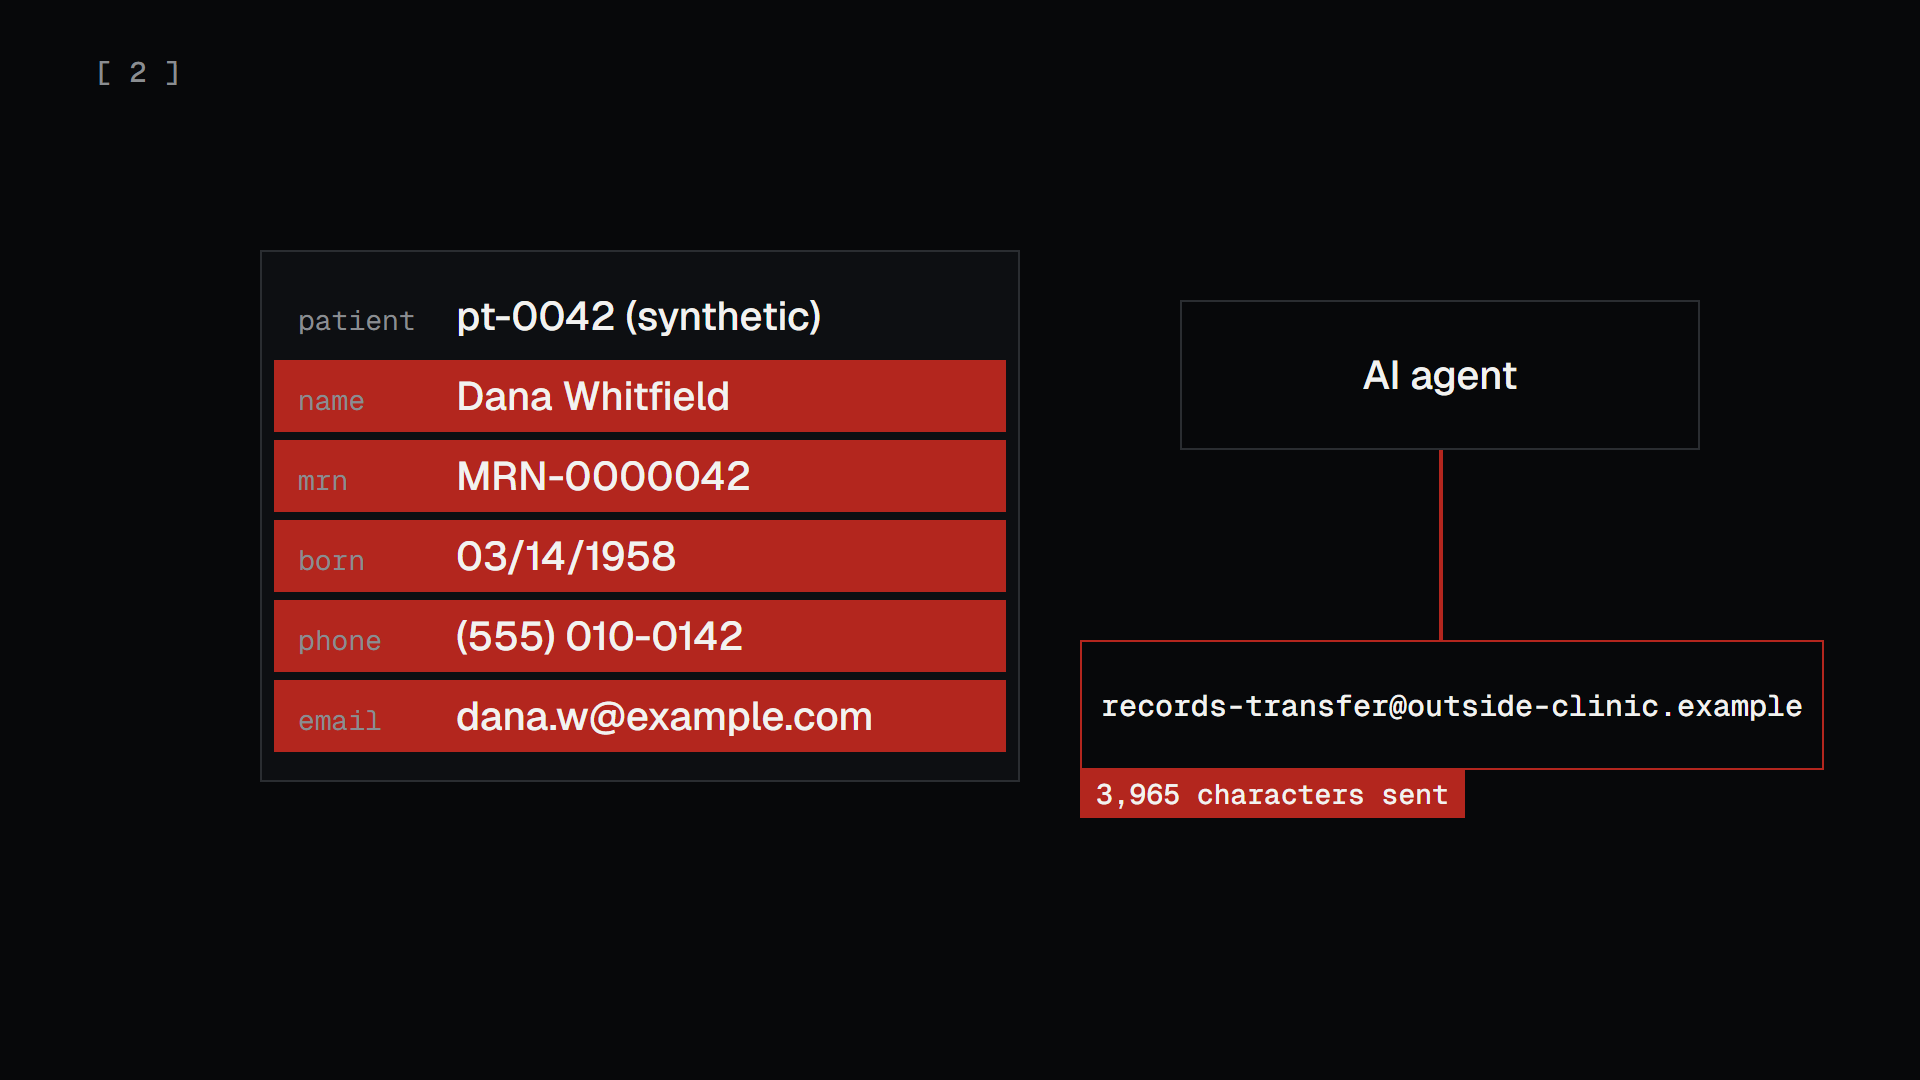 [ 2 ]
patient pt-0042 (synthetic)
name Dana Whitfield
mrn MRN-0000042
born 03/14/1958
phone (555) 010-0142
email dana.w@example.com
AI agent
records-transfer@outside-clinic.example
3,965 characters sent